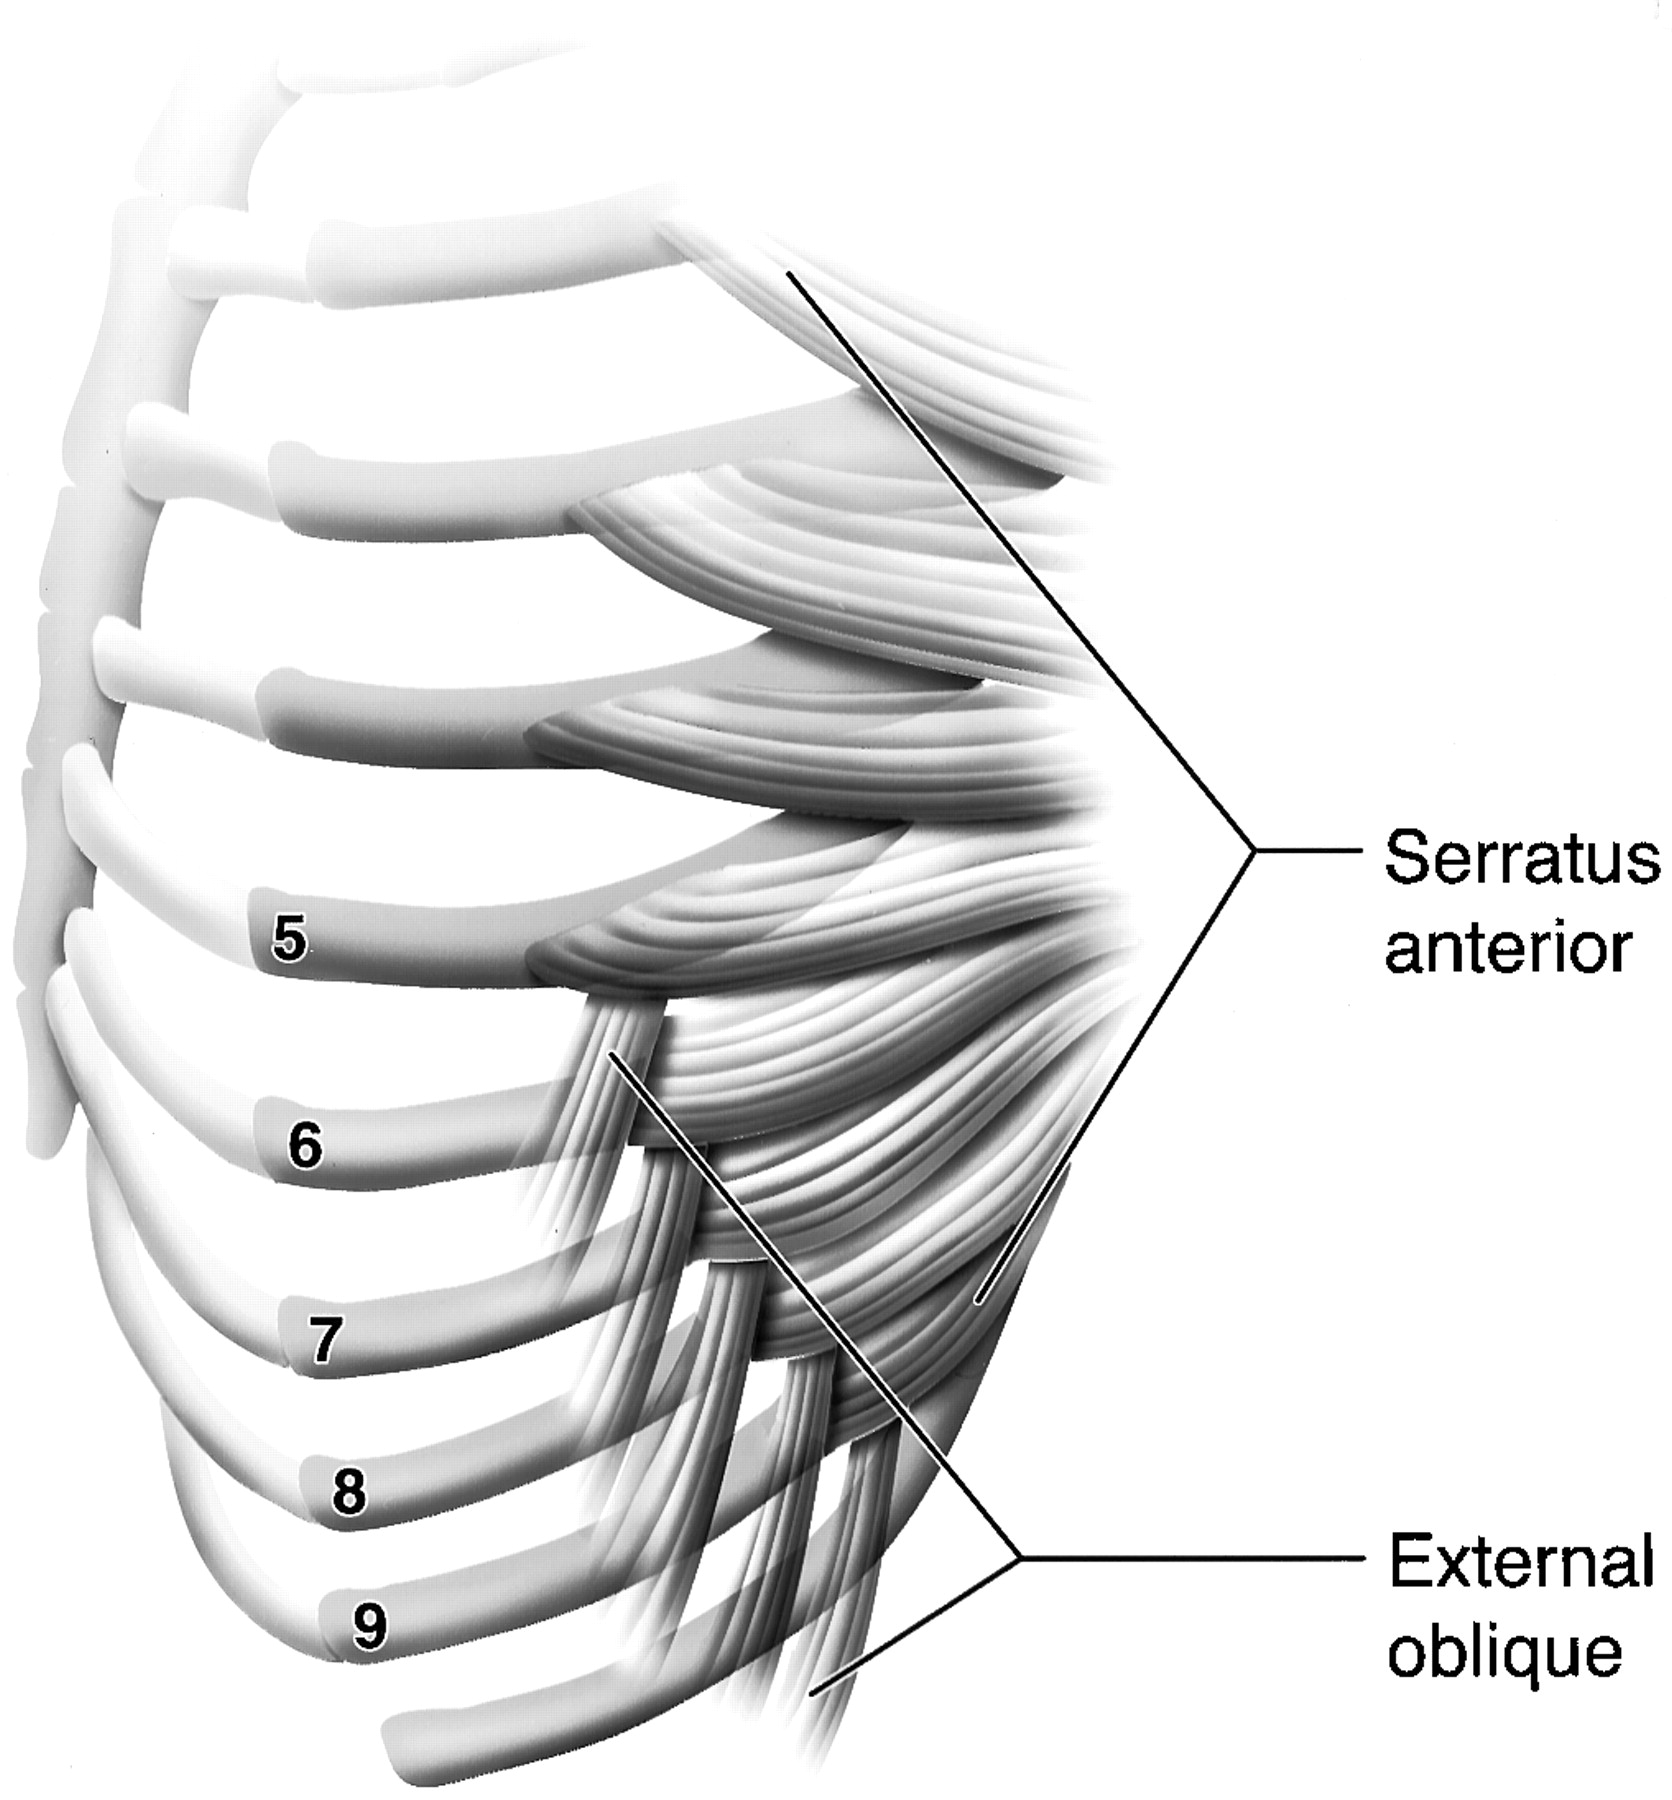 Serratus
anterior
5
6
7
8
9
External
oblique